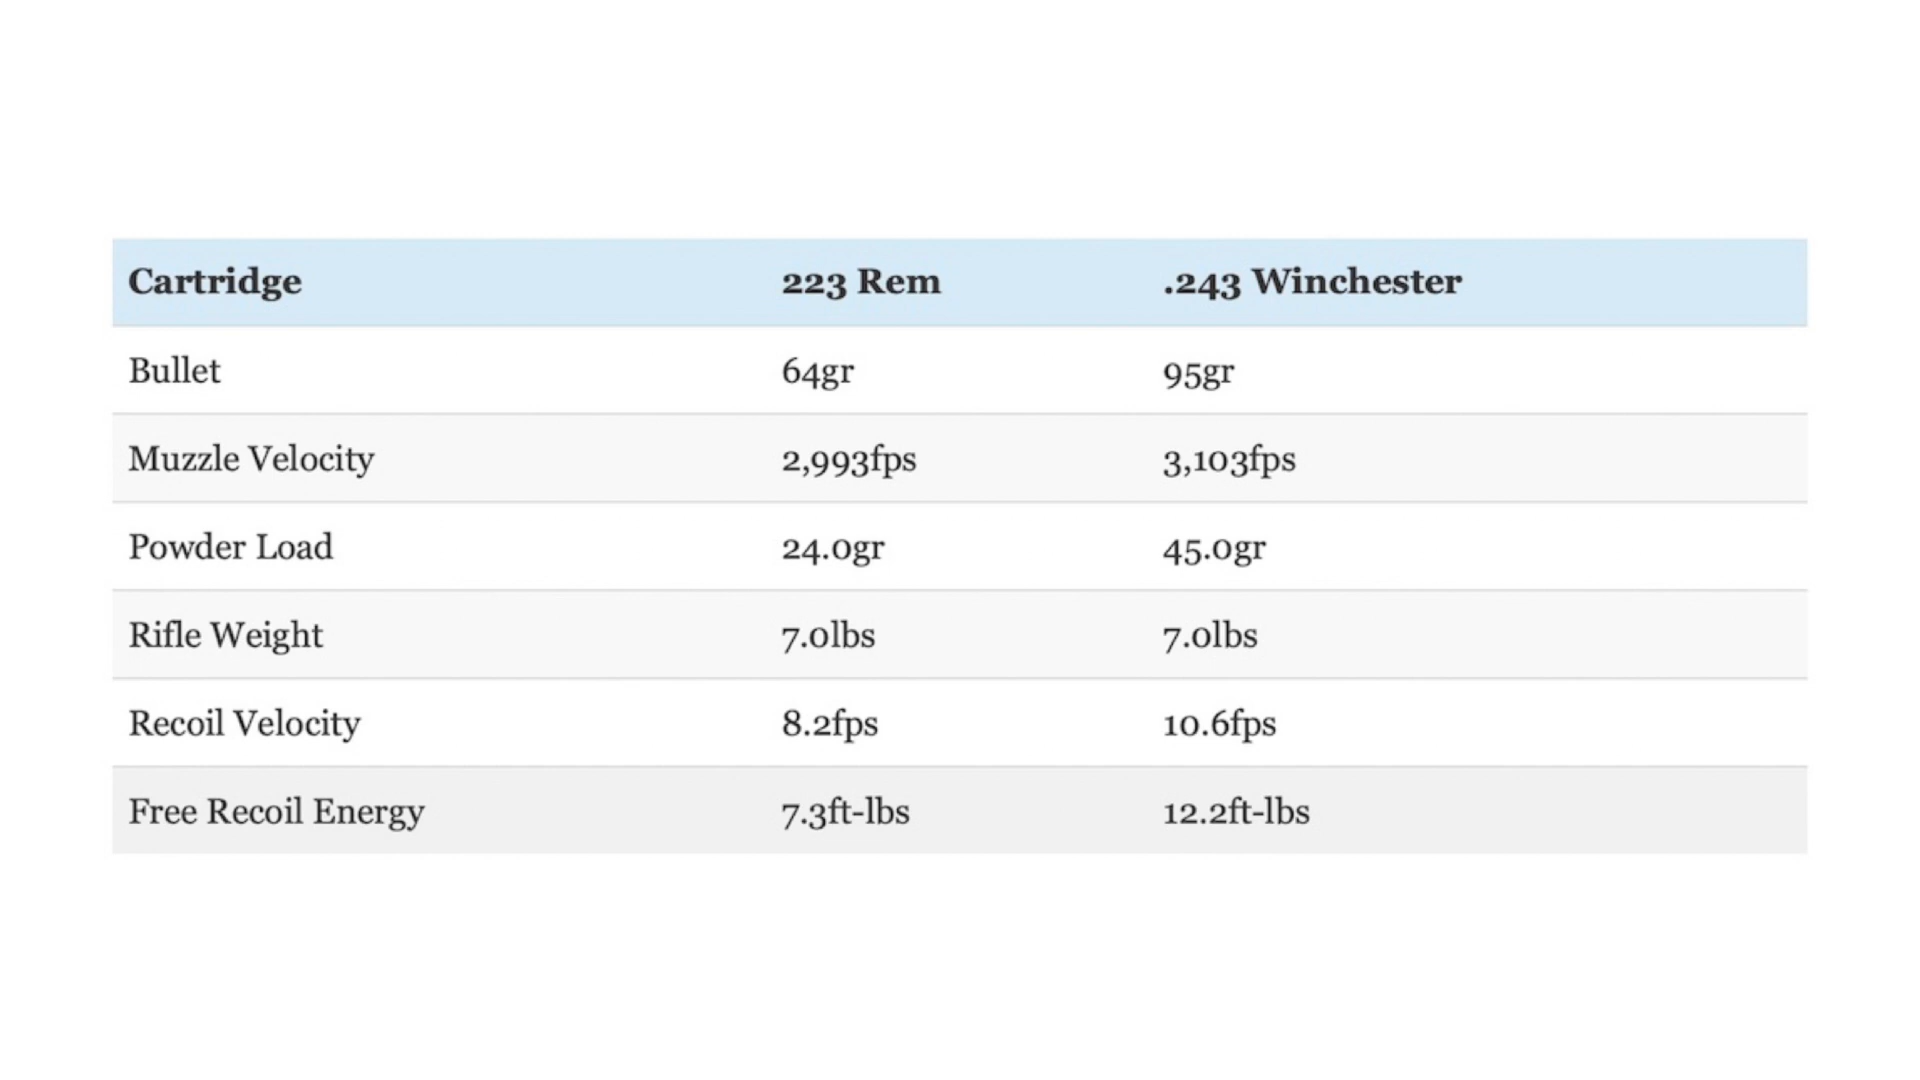 Cartridge 223 Rem .243 Winchester
Bullet 64gr 95gr
Muzzle Velocity 2,993fps 3,103fps
Powder Load 24.0gr 45.0gr
Rifle Weight 7.0lbs 7.0lbs
Recoil Velocity 8.2fps 10.6fps
Free Recoil Energy 7.3ft-lbs 12.2ft-lbs